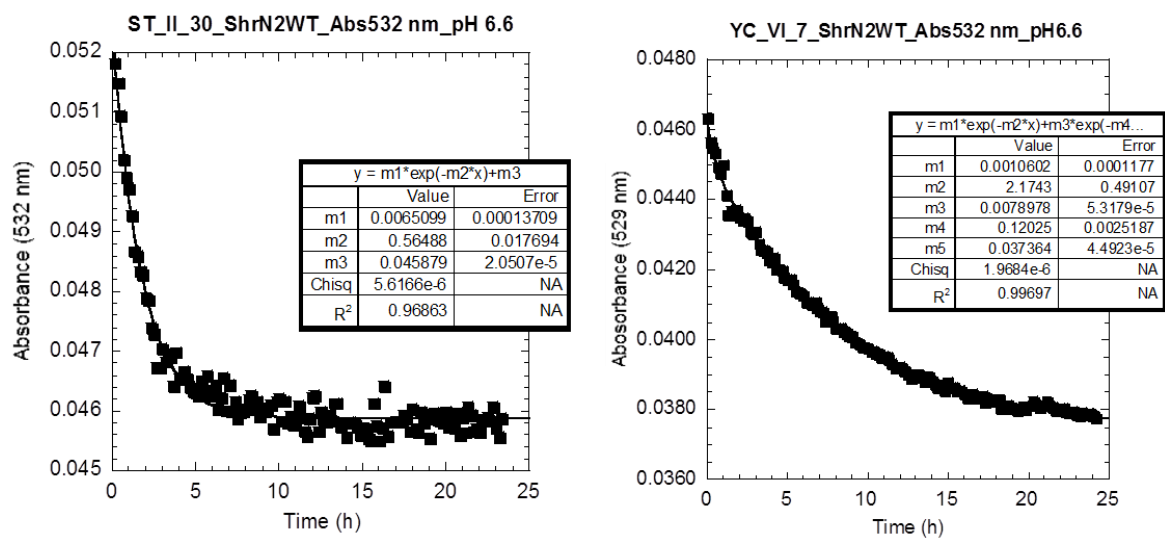 ST_II_30_ShrN2WT_Abs532 nm_pH 6.6
0.052
0.051
0.050
0.049
0.048
0.047
0.046
0.045
Absorbance (532 nm)
0 5 10 15 20 25
Time (h)
y = m1*exp(-m2*x)+m3
Value Error
m1 0.0065099 0.00013709
m2 0.56488 0.017694
m3 0.045879 2.0507e-5
Chisq 5.6166e-6 NA
R² 0.96863 NA
YC_VI_7_ShrN2WT_Abs532 nm_pH6.6
0.0480
0.0460
0.0440
0.0420
0.0400
0.0380
0.0360
Abosorbance (529 nm)
0 5 10 15 20 25
Time (h)
y = m1*exp(-m2*x)+m3*exp(-m4...
Value Error
m1 0.0010602 0.0001177
m2 2.1743 0.49107
m3 0.0078978 5.3179e-5
m4 0.12025 0.0025187
m5 0.037364 4.4923e-5
Chisq 1.9684e-6 NA
R² 0.99697 NA